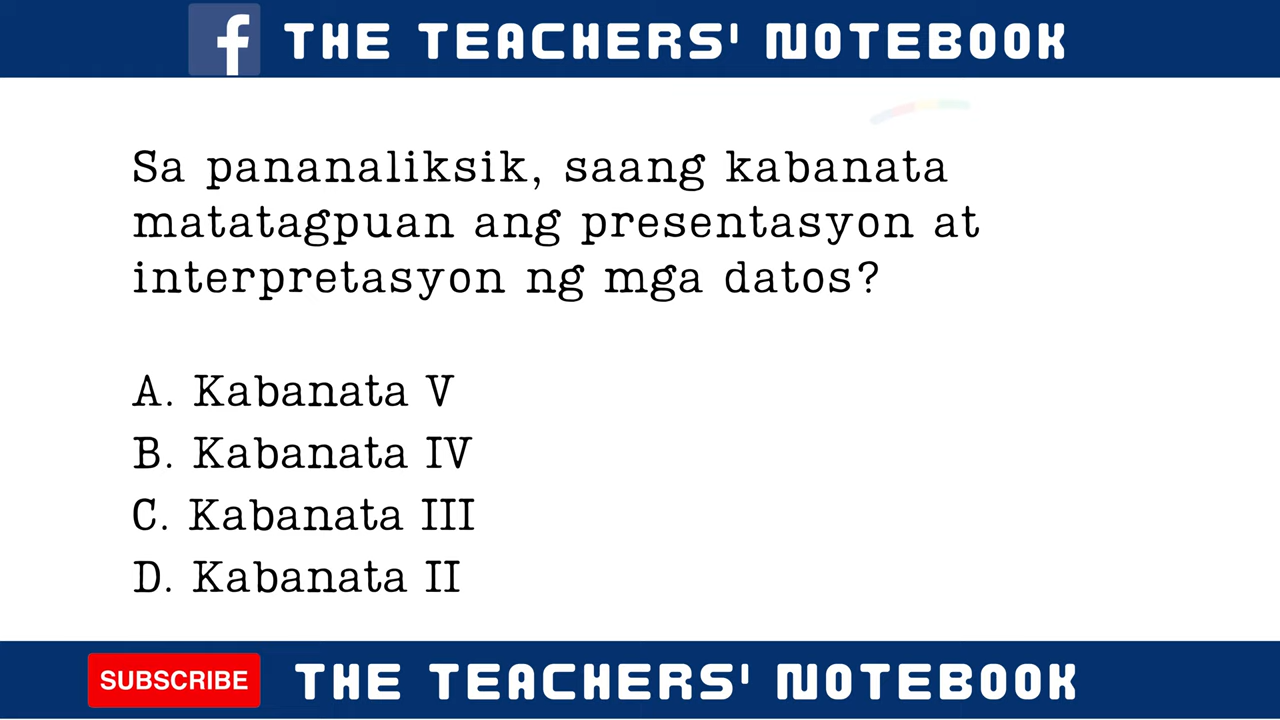 f THE TEACHERS' NOTEBOOK
Sa pananaliksik, saang kabanata
matatagpuan ang presentasyon at
interpretasyon ng mga datos?
A. Kabanata V
B. Kabanata IV
C. Kabanata III
D. Kabanata II
SUBSCRIBE THE TEACHERS' NOTEBOOK